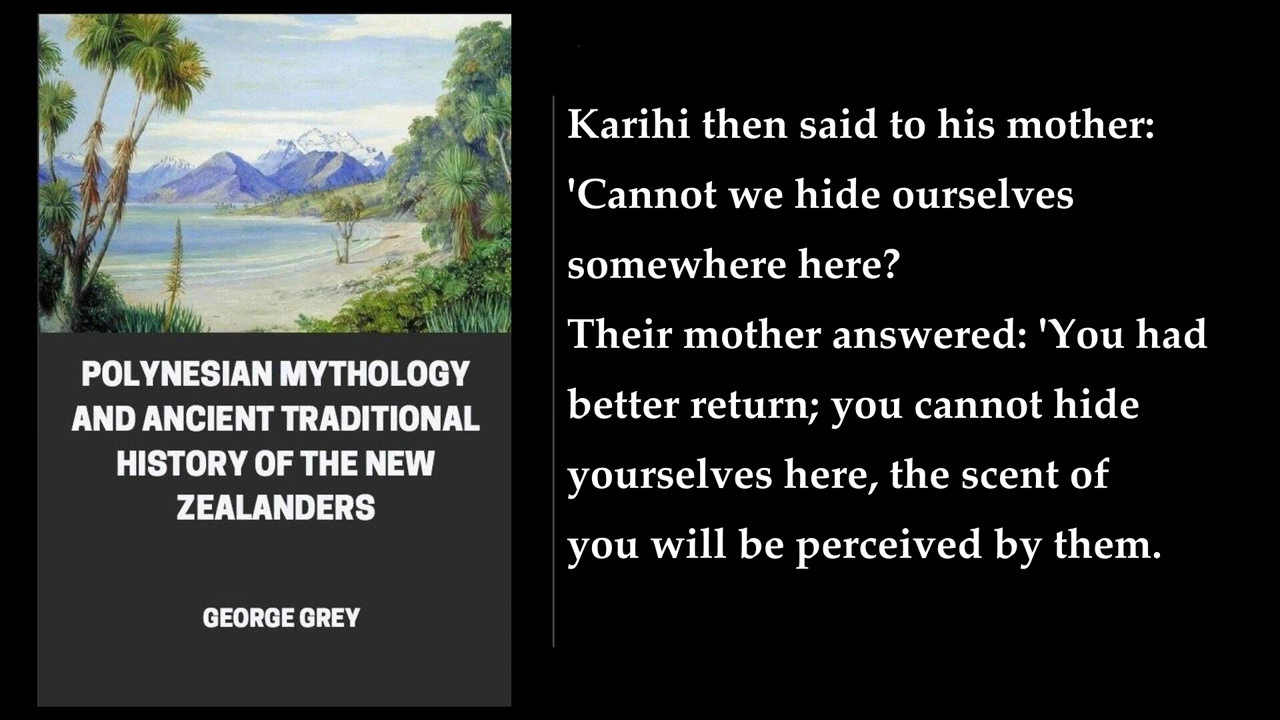 POLYNESIAN MYTHOLOGY
AND ANCIENT TRADITIONAL
HISTORY OF THE NEW
ZEALANDERS
GEORGE GREY
Karihi then said to his mother:
'Cannot we hide ourselves
somewhere here?
Their mother answered: 'You had
better return; you cannot hide
yourselves here, the scent of
you will be perceived by them.